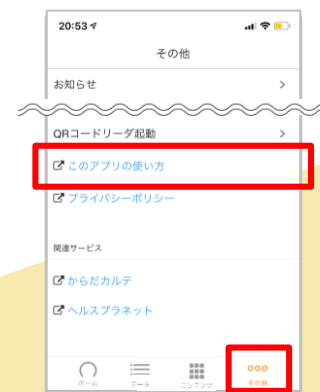 20:53
その他
お知らせ
QRコードリーダ起動
このアプリの使い方
プライバシーポリシー
関連サービス
からだカルテ
ヘルスプラネット
ホーム データ コンテンツ その他